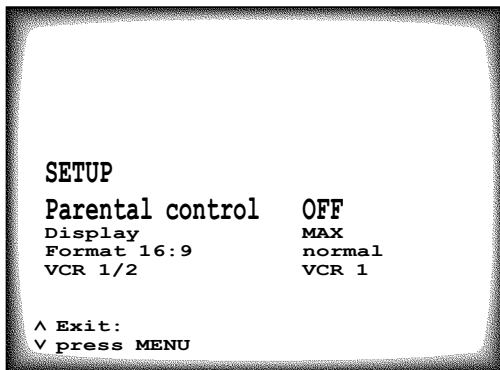 SETUP
Parental control OFF
Display MAX
Format 16:9 normal
VCR 1/2 VCR 1
∧ Exit:
∨ press MENU